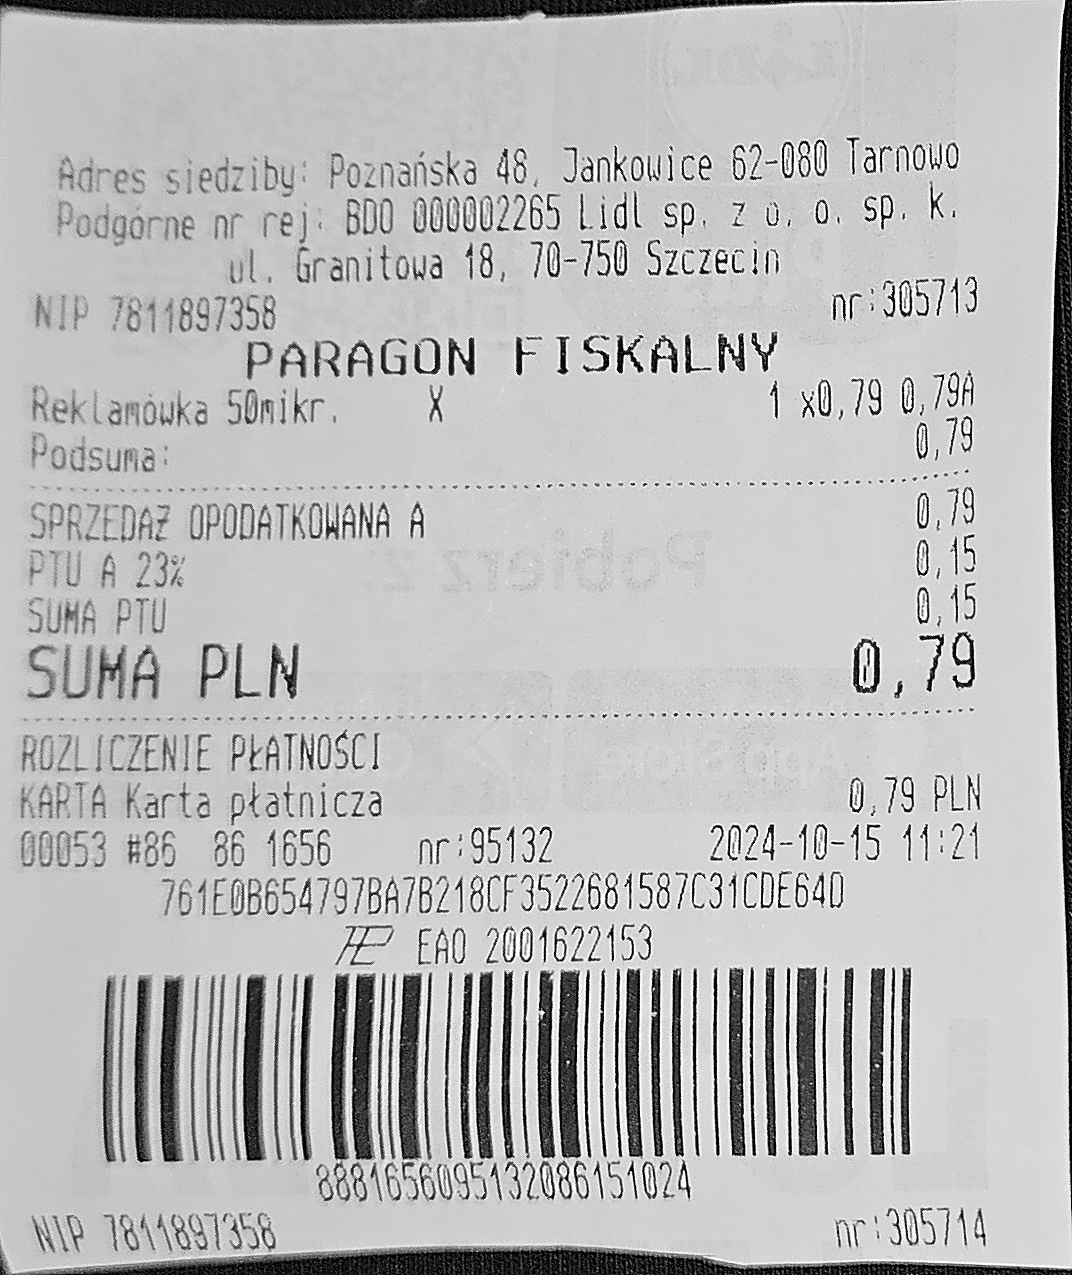 Adres siedziby: Poznańska 48, Jankowice 62-080 Tarnowo
Podgórne nr rej: BDO 000002265 Lidl sp. z o. o. sp. k.
ul. Granitowa 18, 70-750 Szczecin
NIP 7811897358 nr:305713
PARAGON FISKALNY
Reklamówka 50mikr. X 1 x0,79 0,79A
Podsuma: 0,79
SPRZEDAŻ OPODATKOWANA A 0,79
PTU A 23% 0,15
SUMA PTU 0,15
SUMA PLN 0,79
ROZLICZENIE PŁATNOŚCI
KARTA Karta płatnicza 0,79 PLN
00053 #86 86 1656 nr:95132 2024-10-15 11:21
761E0B654797BA7B218CF3522681587C31CDE64D
EAO 2001622153
8881656095132086151024
NIP 7811897358 nr:305714